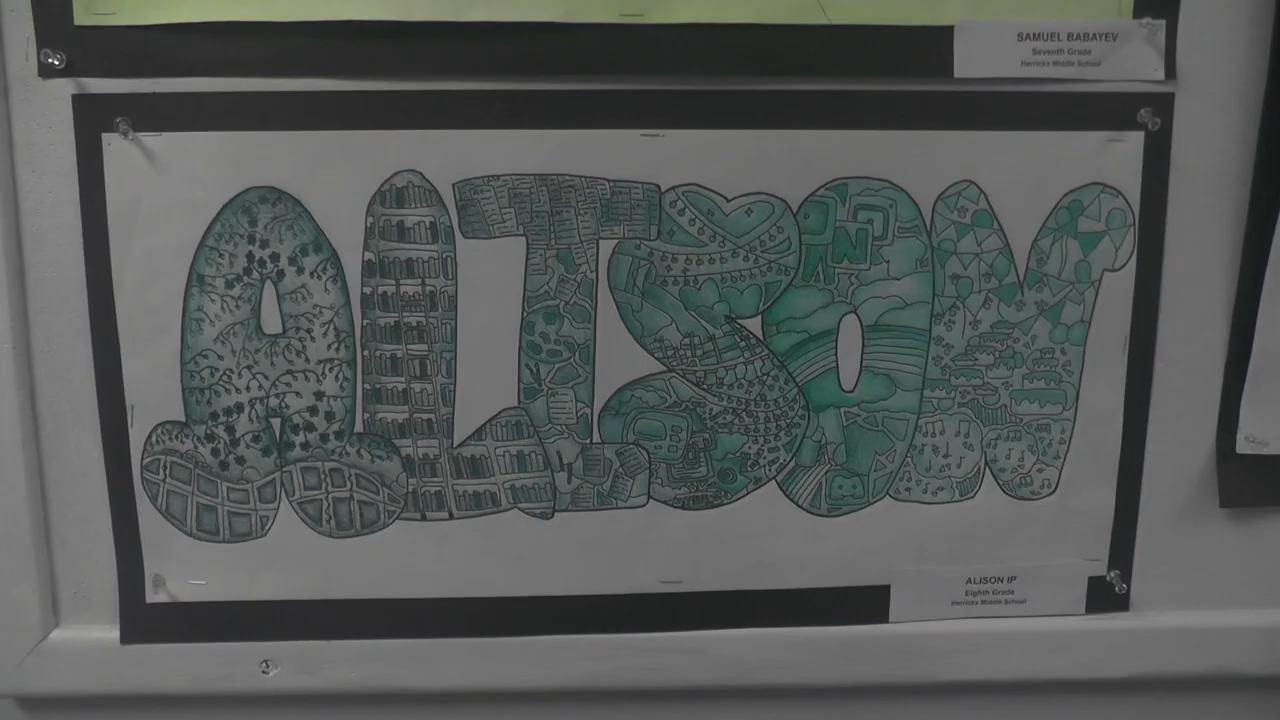 SAMUEL BABAYEV
Seventh Grade
Herricks Middle School
ALISON
ALISON IP
Eighth Grade
Herricks Middle School